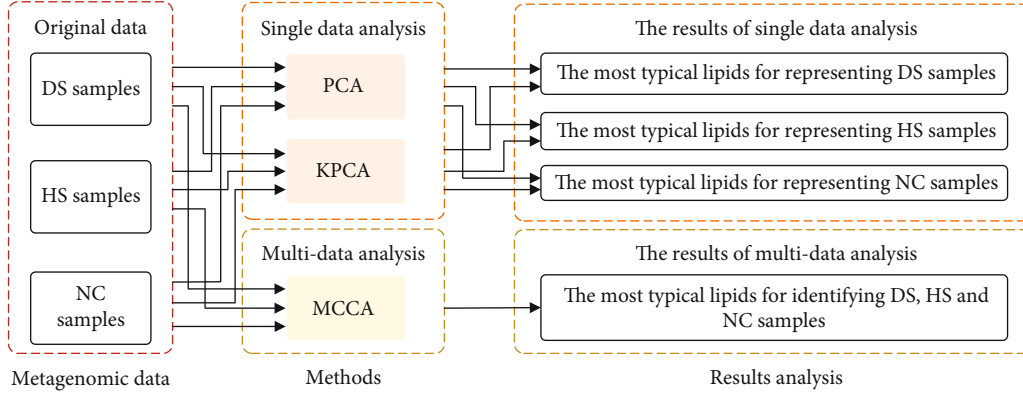 Original data
DS samples
HS samples
NC
samples
Metagenomic data
Single data analysis
PCA
KPCA
Multi-data analysis
MCCA
Methods
The results of single data analysis
The most typical lipids for representing DS samples
The most typical lipids for representing HS samples
The most typical lipids for representing NC samples
The results of multi-data analysis
The most typical lipids for identifying DS, HS and
NC samples
Results analysis